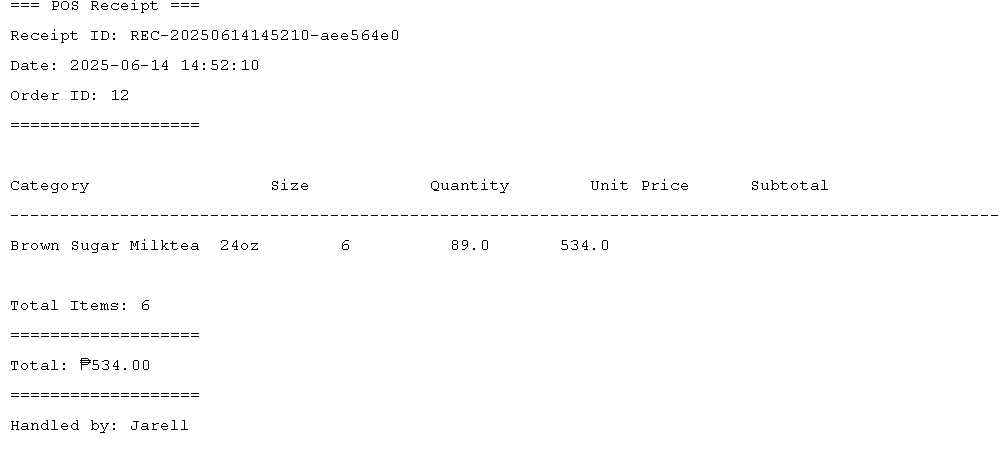 === POS Receipt ===
Receipt ID: REC-20250614145210-aee564e0
Date: 2025-06-14 14:52:10
Order ID: 12
===================
Category                  Size            Quantity        Unit Price      Subtotal
---------------------------------------------------------------------------------------------------
Brown Sugar Milktea  24oz        6          89.0       534.0
Total Items: 6
===================
Total: ₱534.00
===================
Handled by: Jarell